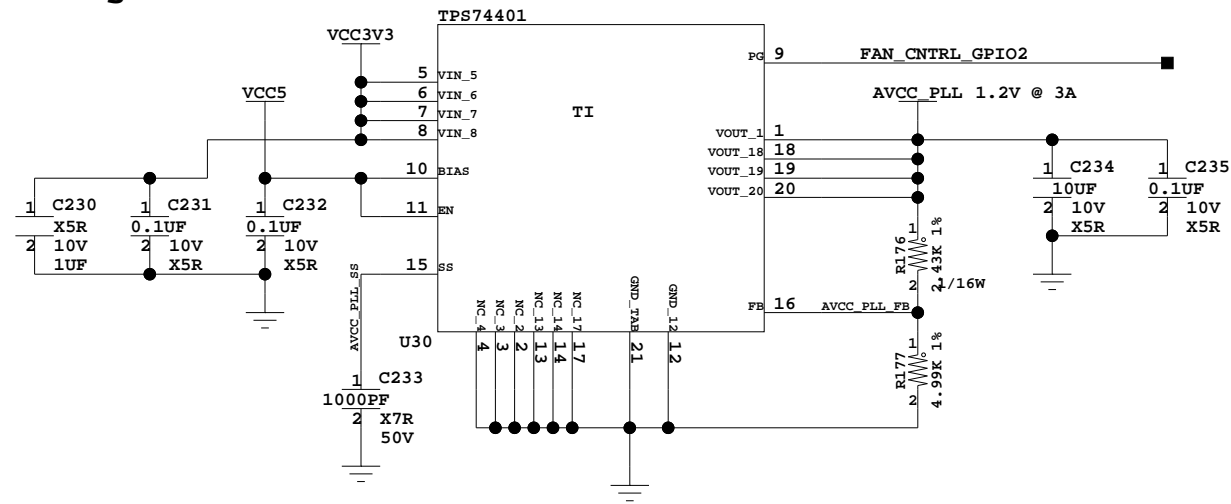 TPS74401
VCC3V3
VCC5
TI
5 VIN_5
6 VIN_6
7 VIN_7
8 VIN_8
10 BIAS
11 EN
15 SS
PG 9 FAN_CNTRL_GPIO2
AVCC_PLL 1.2V @ 3A
VOUT_1 1
VOUT_18 18
VOUT_19 19
VOUT_20 20
FB 16 AVCC_PLL_FB
1 C230
X5R
2 10V
1UF
1 C231
0.1UF
2 10V
X5R
1 C232
0.1UF
2 10V
X5R
AVCC_PLL_SS
1 C233
1000PF
2 X7R
50V
U30
NC_4 4
NC_3 3
NC_2 2
NC_13 13
NC_14 14
NC_17 17
GND_TAB 21
GND_12 12
1
R176 2.43K 1%
2 1/16W
1
R177 4.99K 1%
2
1 C234
10UF
2 10V
X5R
1 C235
0.1UF
2 10V
X5R